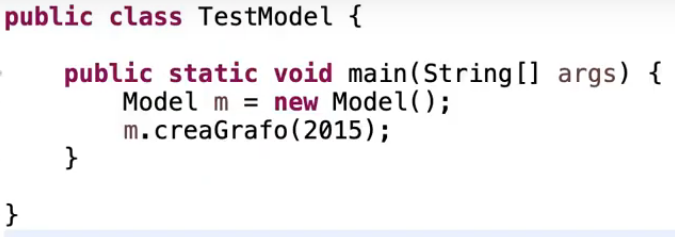 public class TestModel {
public static void main(String[] args) {
Model m = new Model();
m.creaGrafo(2015);
}
}